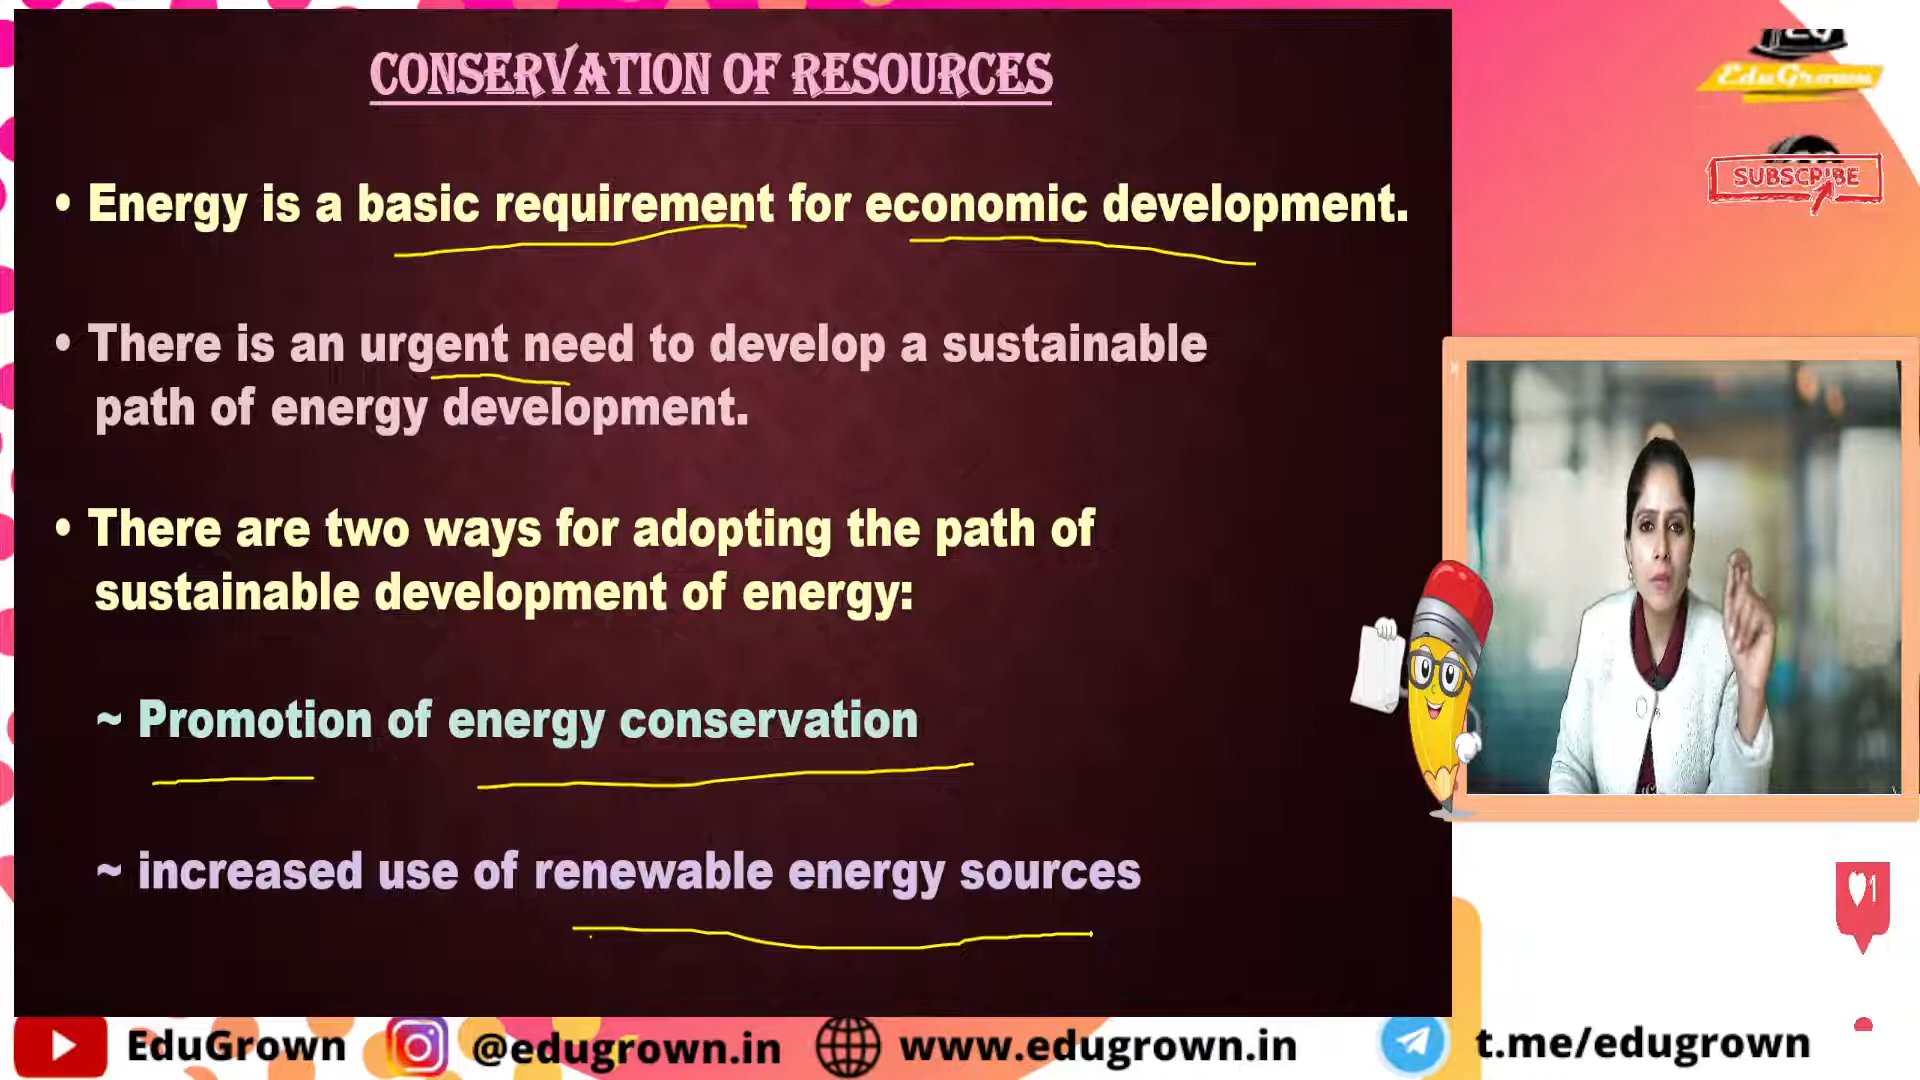 CONSERVATION OF RESOURCES
• Energy is a basic requirement for economic development.
• There is an urgent need to develop a sustainable
path of energy development.
• There are two ways for adopting the path of
sustainable development of energy:
~ Promotion of energy conservation
~ increased use of renewable energy sources
EduGrown
SUBSCRIBE
1
EduGrown
@edugrown.in
www.edugrown.in
t.me/edugrown